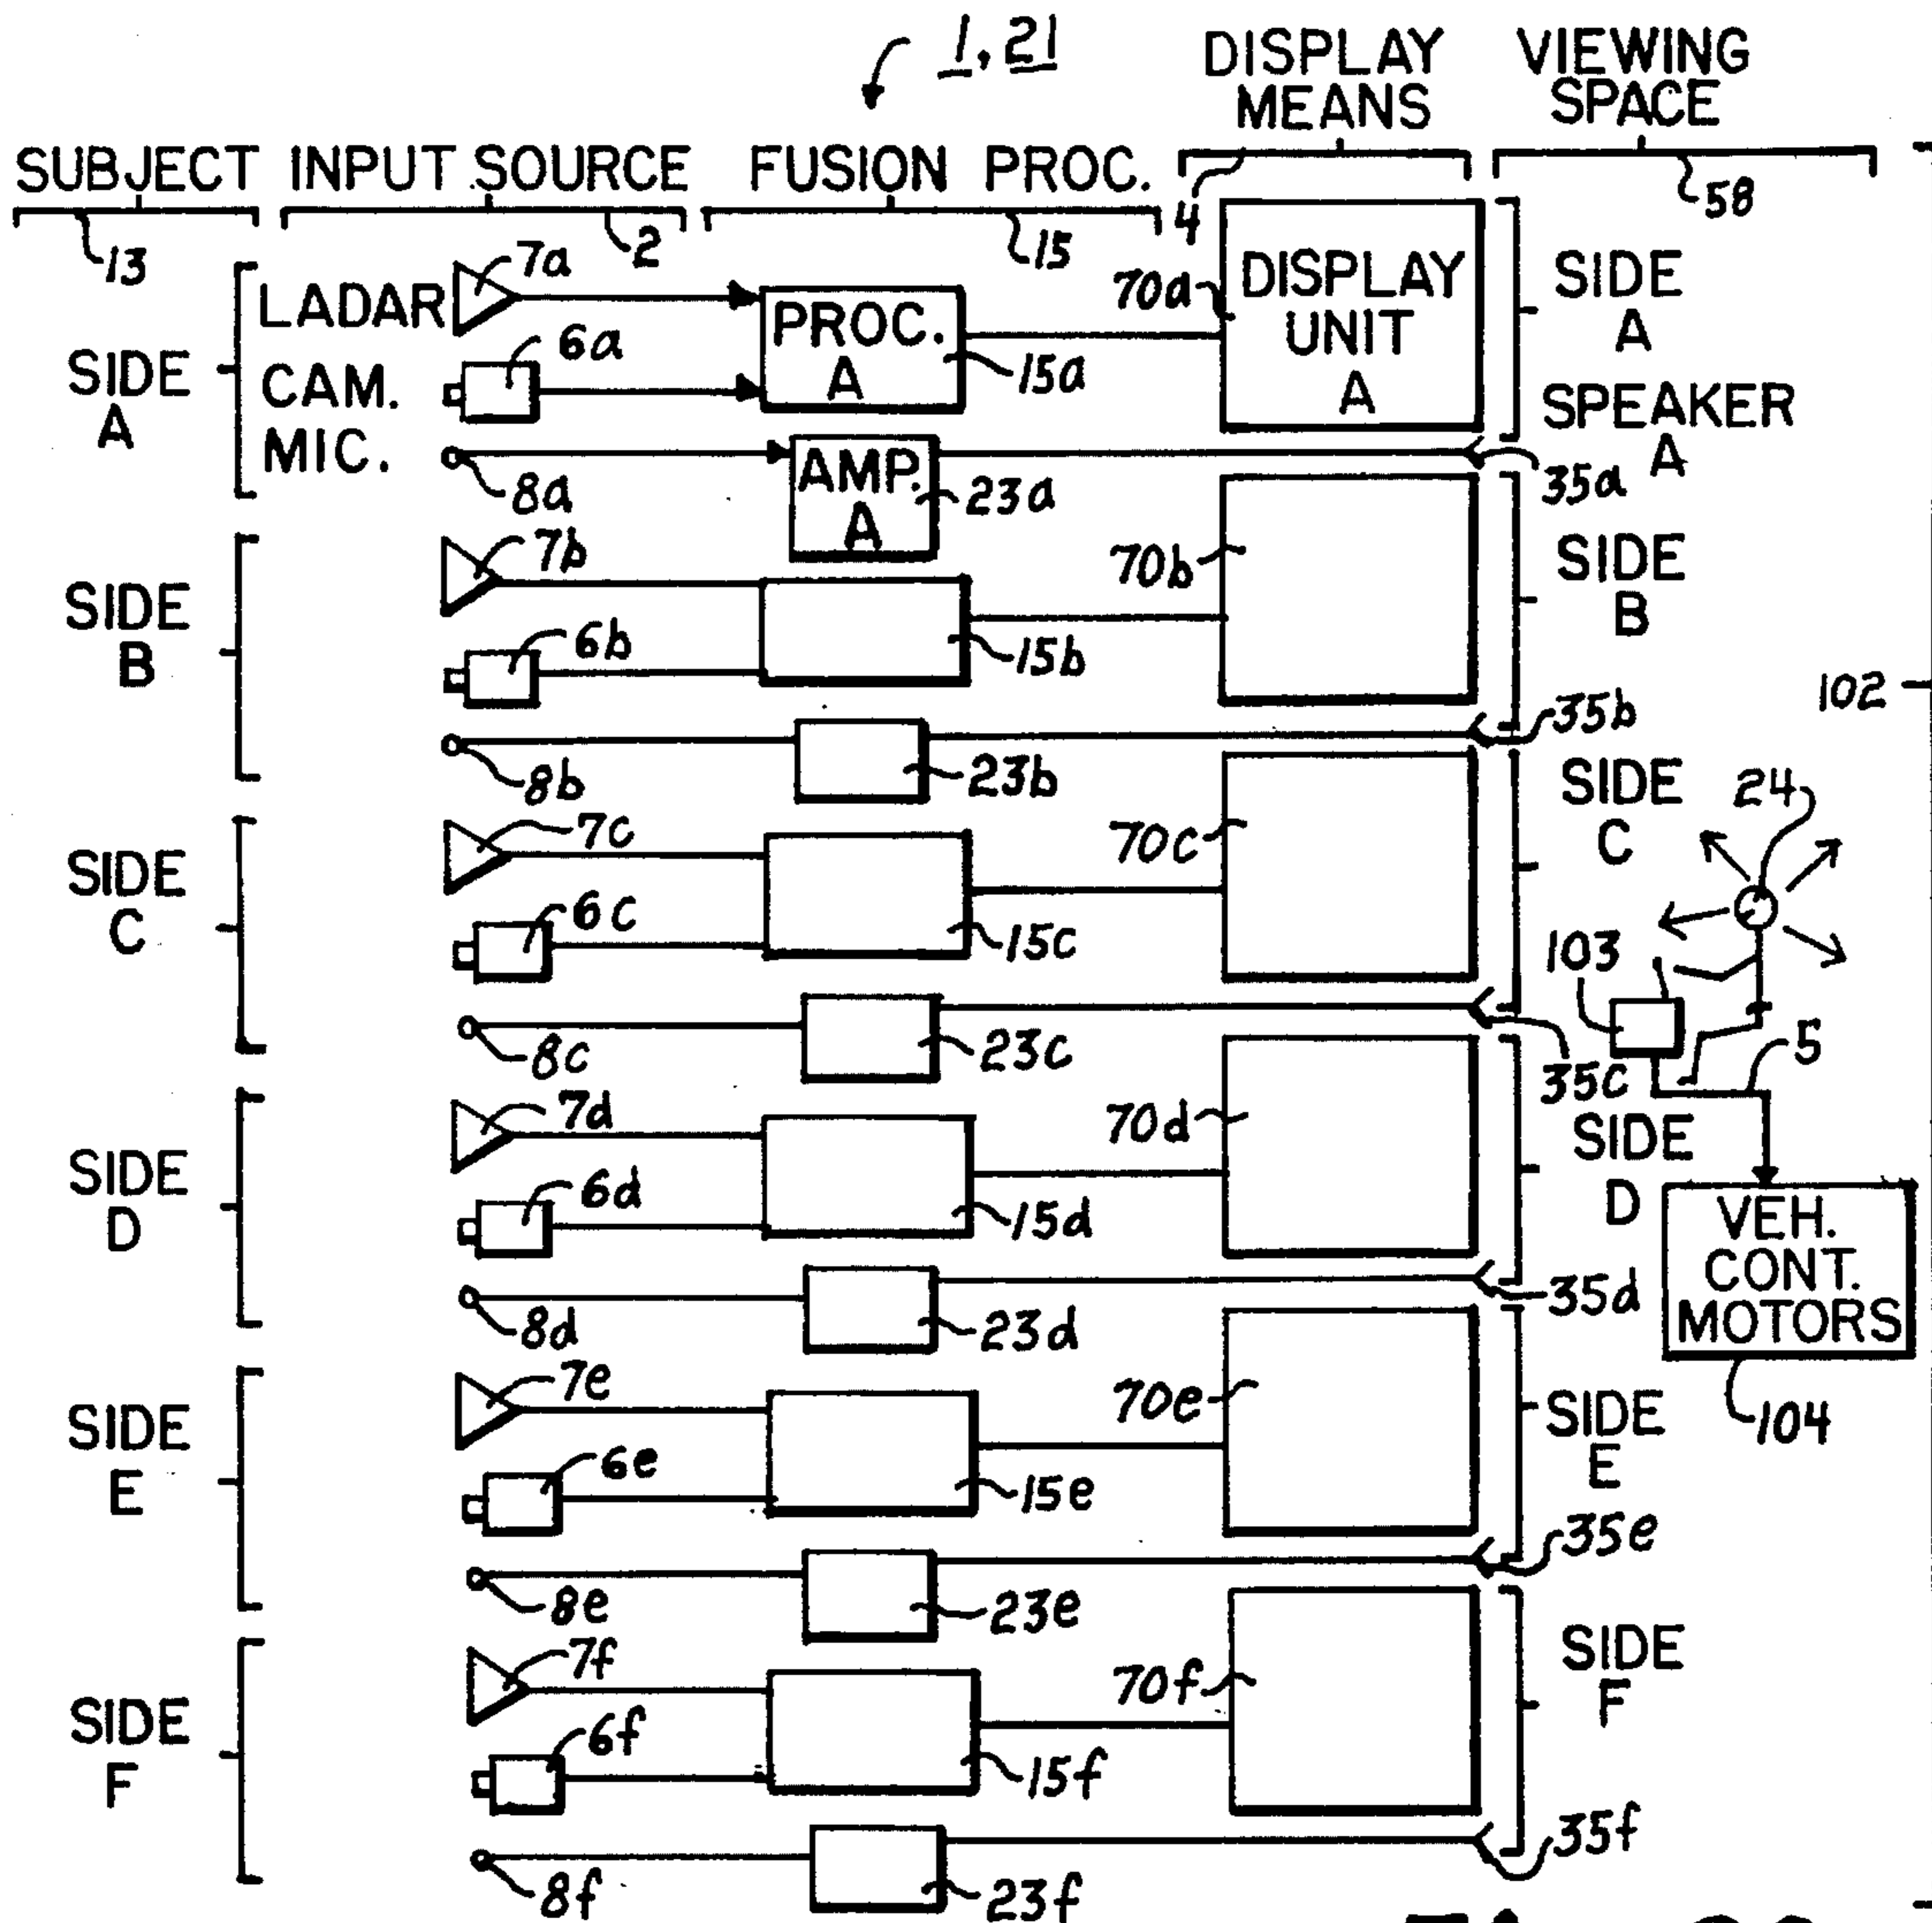 1, 21
DISPLAY MEANS
VIEWING SPACE
SUBJECT
INPUT SOURCE
FUSION PROC.
13
2
15
4
58
SIDE A
LADAR
CAM.
MIC.
7a
6a
8a
PROC. A
15a
AMP. A
23a
70a
DISPLAY UNIT A
SIDE A
SPEAKER A
35a
SIDE B
7b
6b
8b
15b
23b
70b
SIDE B
35b
102
SIDE C
7c
6c
8c
15c
23c
70c
SIDE C
35c
24
103
5
SIDE D
7d
6d
8d
15d
23d
70d
SIDE D
35d
VEH. CONT. MOTORS
104
SIDE E
7e
6e
8e
15e
23e
70e
SIDE E
35e
SIDE F
7f
6f
8f
15f
23f
70f
SIDE F
35f